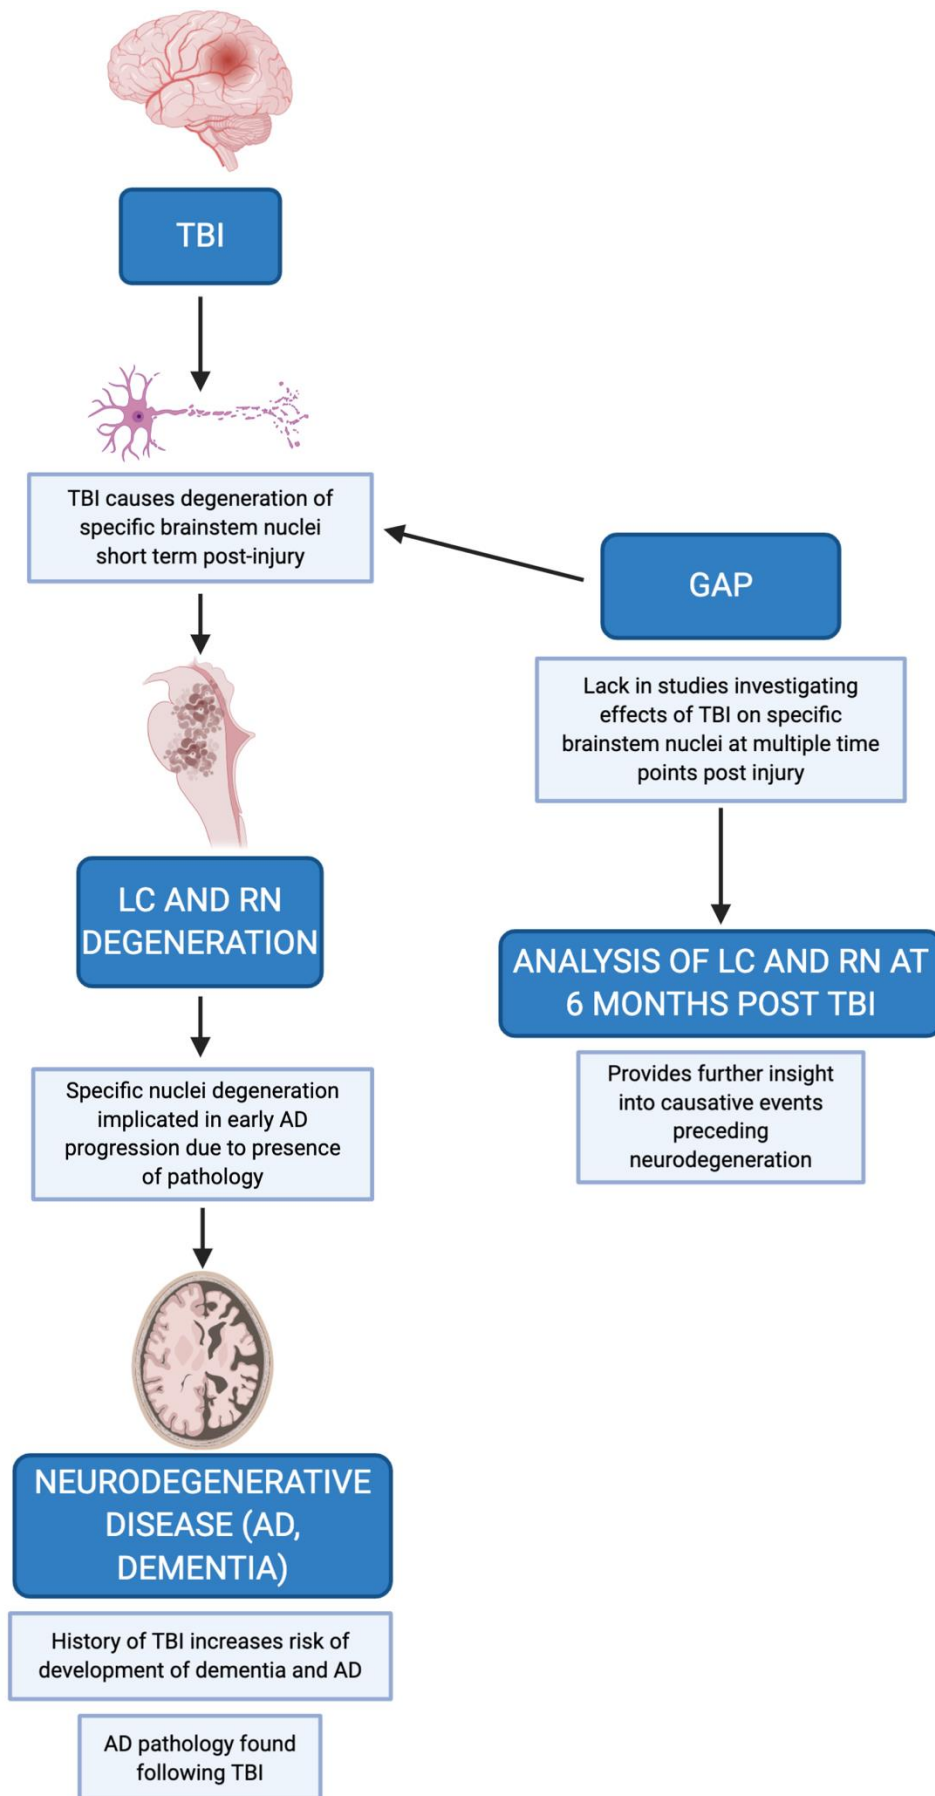 TBI
TBI causes degeneration of
specific brainstem nuclei
short term post-injury
LC AND RN
DEGENERATION
Specific nuclei degeneration
implicated in early AD
progression due to presence
of pathology
NEURODEGENERATIVE
DISEASE (AD,
DEMENTIA)
History of TBI increases risk of
development of dementia and AD
AD pathology found
following TBI
GAP
Lack in studies investigating
effects of TBI on specific
brainstem nuclei at multiple time
points post injury
ANALYSIS OF LC AND RN AT
6 MONTHS POST TBI
Provides further insight
into causative events
preceding
neurodegeneration